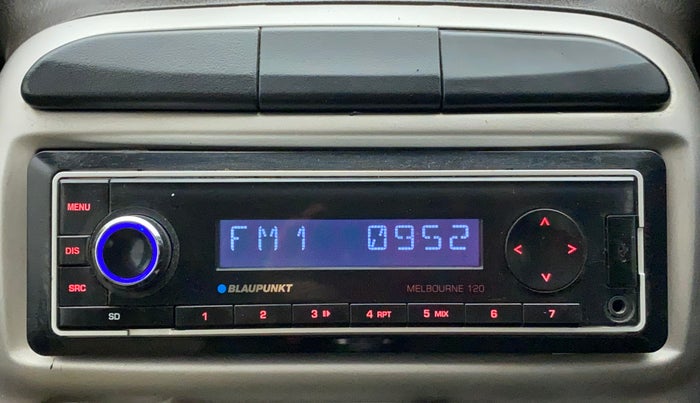 MENU
DIS
SRC
FM1 0952
BLAUPUNKT
MELBOURNE 120
SD
1
2
3
4 RPT
5 MIX
6
7